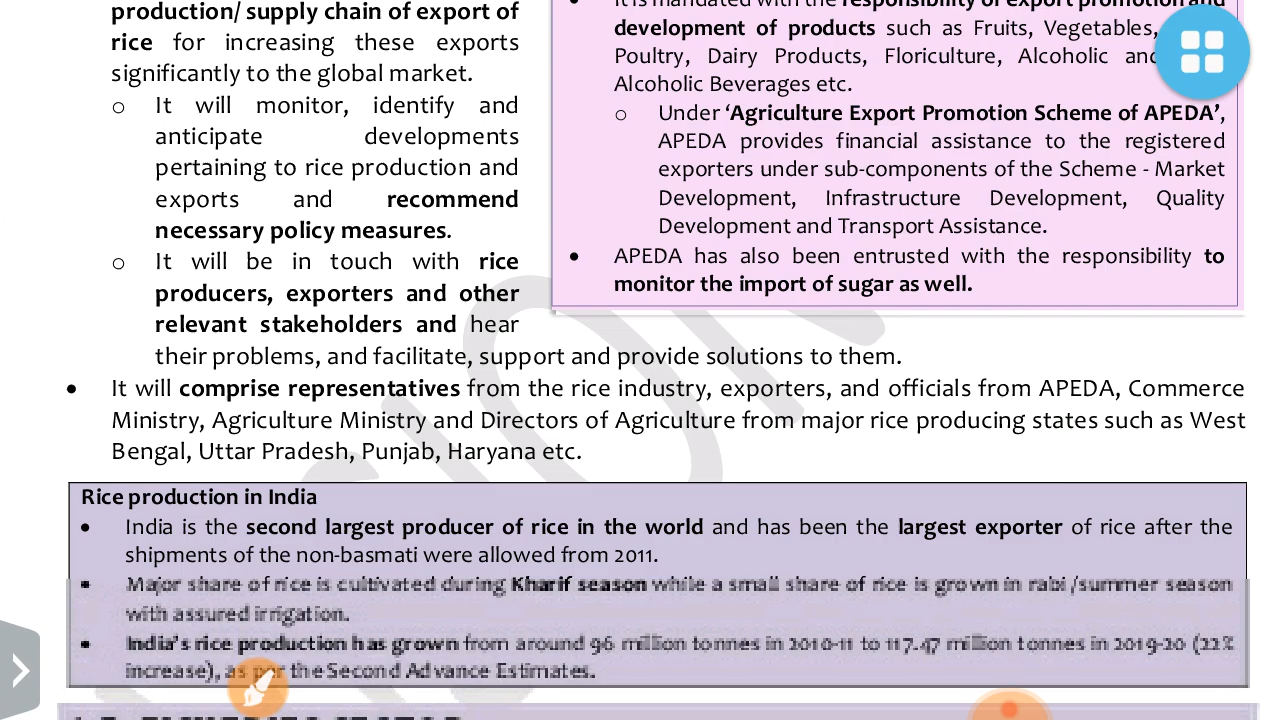 production/ supply chain of export of
rice for increasing these exports
significantly to the global market.
o It will monitor, identify and
anticipate developments
pertaining to rice production and
exports and recommend
necessary policy measures.
o It will be in touch with rice
producers, exporters and other
relevant stakeholders and hear
their problems, and facilitate, support and provide solutions to them.
• It will comprise representatives from the rice industry, exporters, and officials from APEDA, Commerce
Ministry, Agriculture Ministry and Directors of Agriculture from major rice producing states such as West
Bengal, Uttar Pradesh, Punjab, Haryana etc.
• It is mandated with the responsibility of export promotion and
development of products such as Fruits, Vegetables,
Poultry, Dairy Products, Floriculture, Alcoholic and
Alcoholic Beverages etc.
o Under ‘Agriculture Export Promotion Scheme of APEDA’,
APEDA provides financial assistance to the registered
exporters under sub-components of the Scheme - Market
Development, Infrastructure Development, Quality
Development and Transport Assistance.
• APEDA has also been entrusted with the responsibility to
monitor the import of sugar as well.
Rice production in India
• India is the second largest producer of rice in the world and has been the largest exporter of rice after the
shipments of the non-basmati were allowed from 2011.
• Major share of rice is cultivated during Kharif season while a small share of rice is grown in rabi /summer season
with assured irrigation.
• India's rice production has grown from around 96 million tonnes in 2010-11 to 117.47 million tonnes in 2019-20 (22%
increase), as per the Second Advance Estimates.